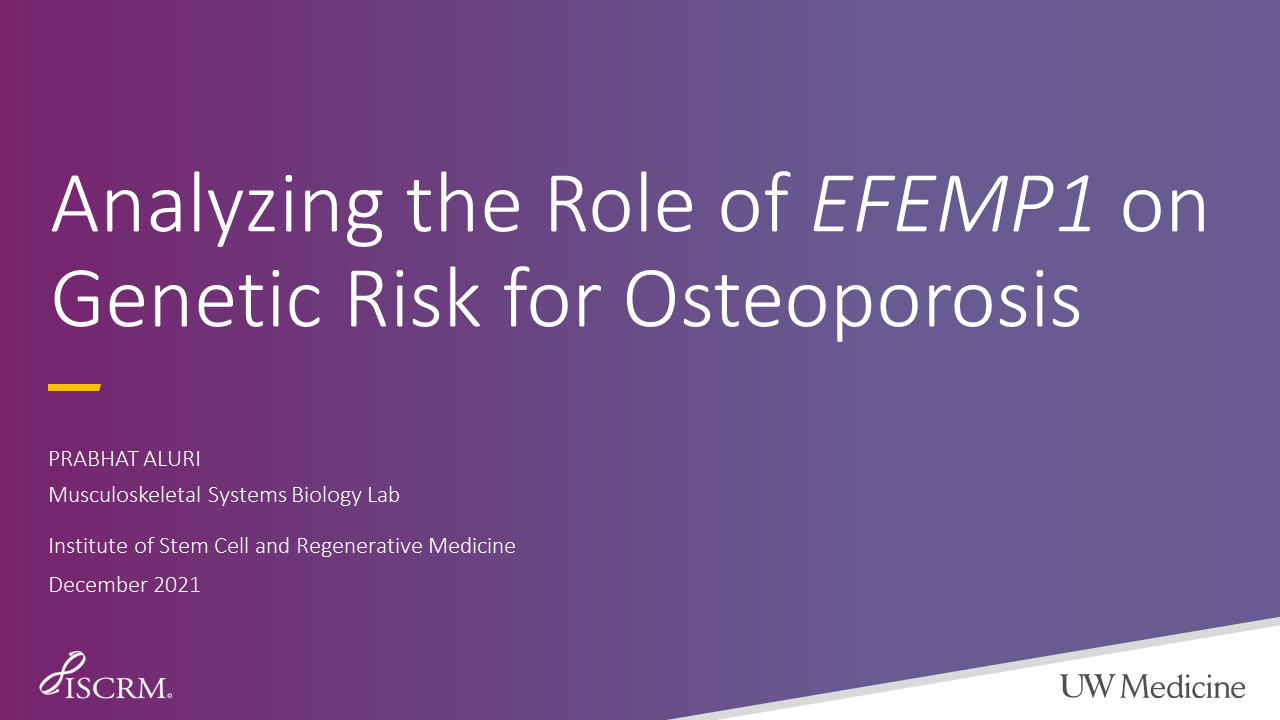 Analyzing the Role of EFEMP1 on
Genetic Risk for Osteoporosis
PRABHAT ALURI
Musculoskeletal Systems Biology Lab
Institute of Stem Cell and Regenerative Medicine
December 2021
ISCRM®
UW Medicine